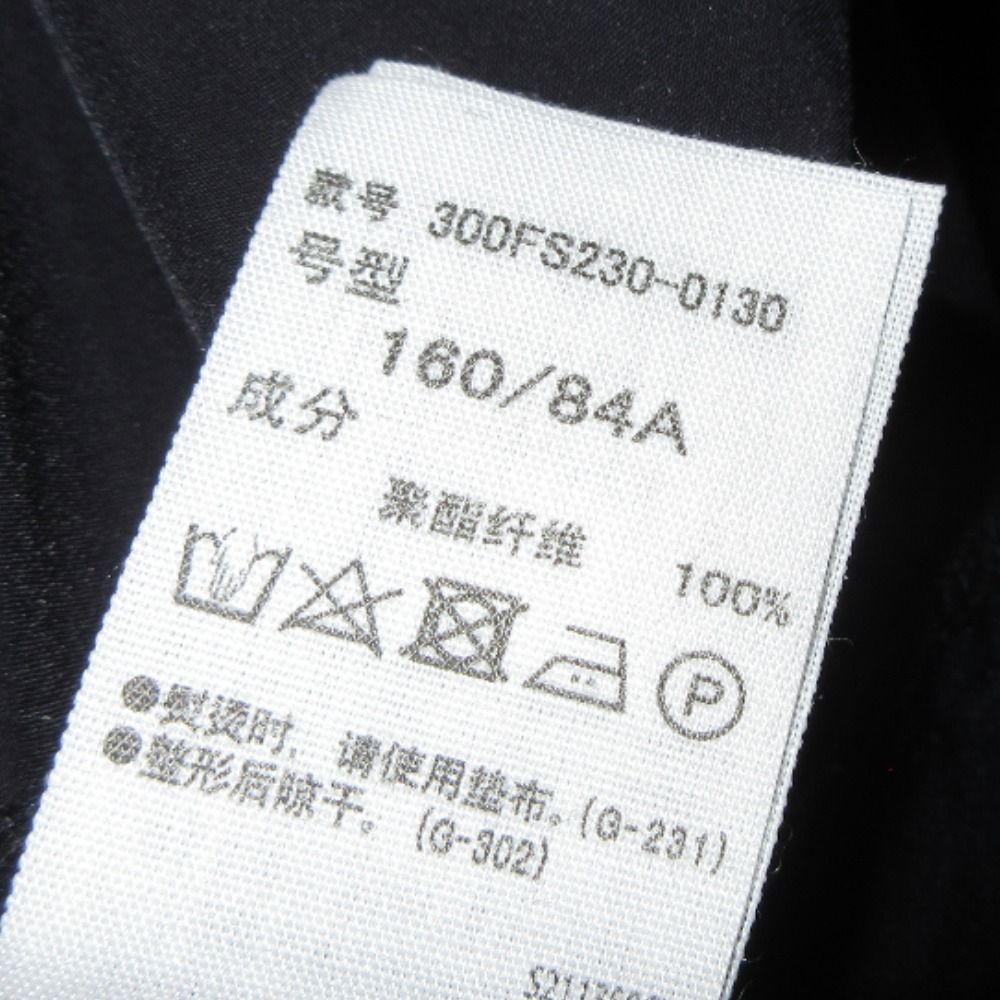 款号 300FS230-0130
号型
160/84A
成分
聚酯纤维 100%
P
●熨烫时, 请使用垫布。(G-231)
●整形后晾干。 (G-302)